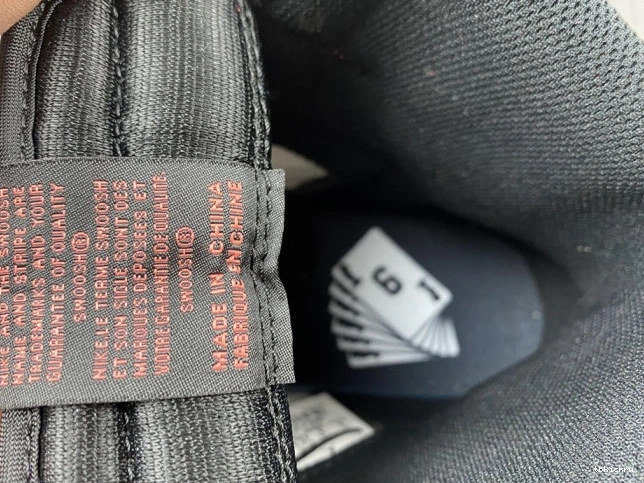 NIKE AND THE SWOOSH
NAME AND STRIPE ARE
TRADEMARKS AND YOUR
GUARANTEE OF QUALITY
SWOOSH®
NIKE, LE TERME SWOOSH
ET SON SIGLE SONT DES
MARQUES DEPOSEES ET
VOTRE GARANTIE DE QUALITE.
SWOOSH®
MADE IN CHINA
FABRIQUE EN CHINE
6
1